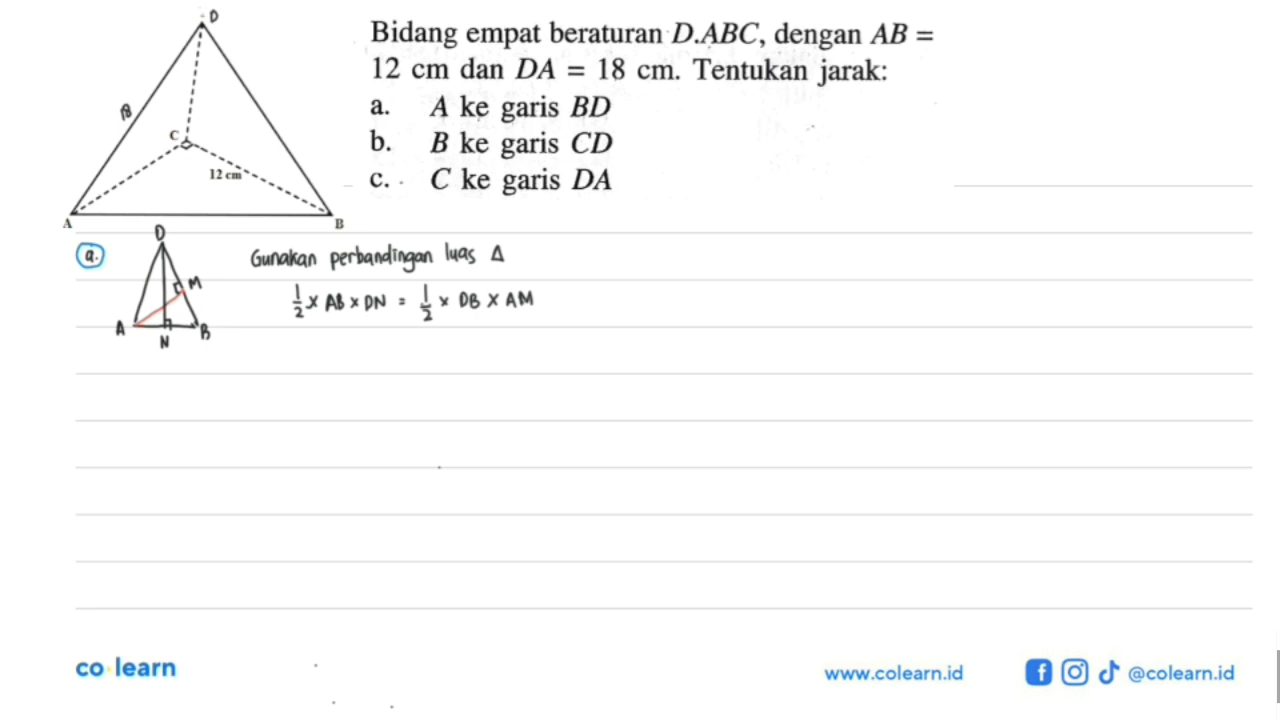 D
Bidang empat beraturan D.ABC, dengan AB =
12 cm dan DA = 18 cm. Tentukan jarak:
a. A ke garis BD
b. B ke garis CD
c. C ke garis DA
18
C
12 cm
A
B
a.
D
M
A
N
B
Gunakan perbandingan luas Δ
1/2 x AB x DN = 1/2 x DB x AM
co learn
www.colearn.id
@colearn.id